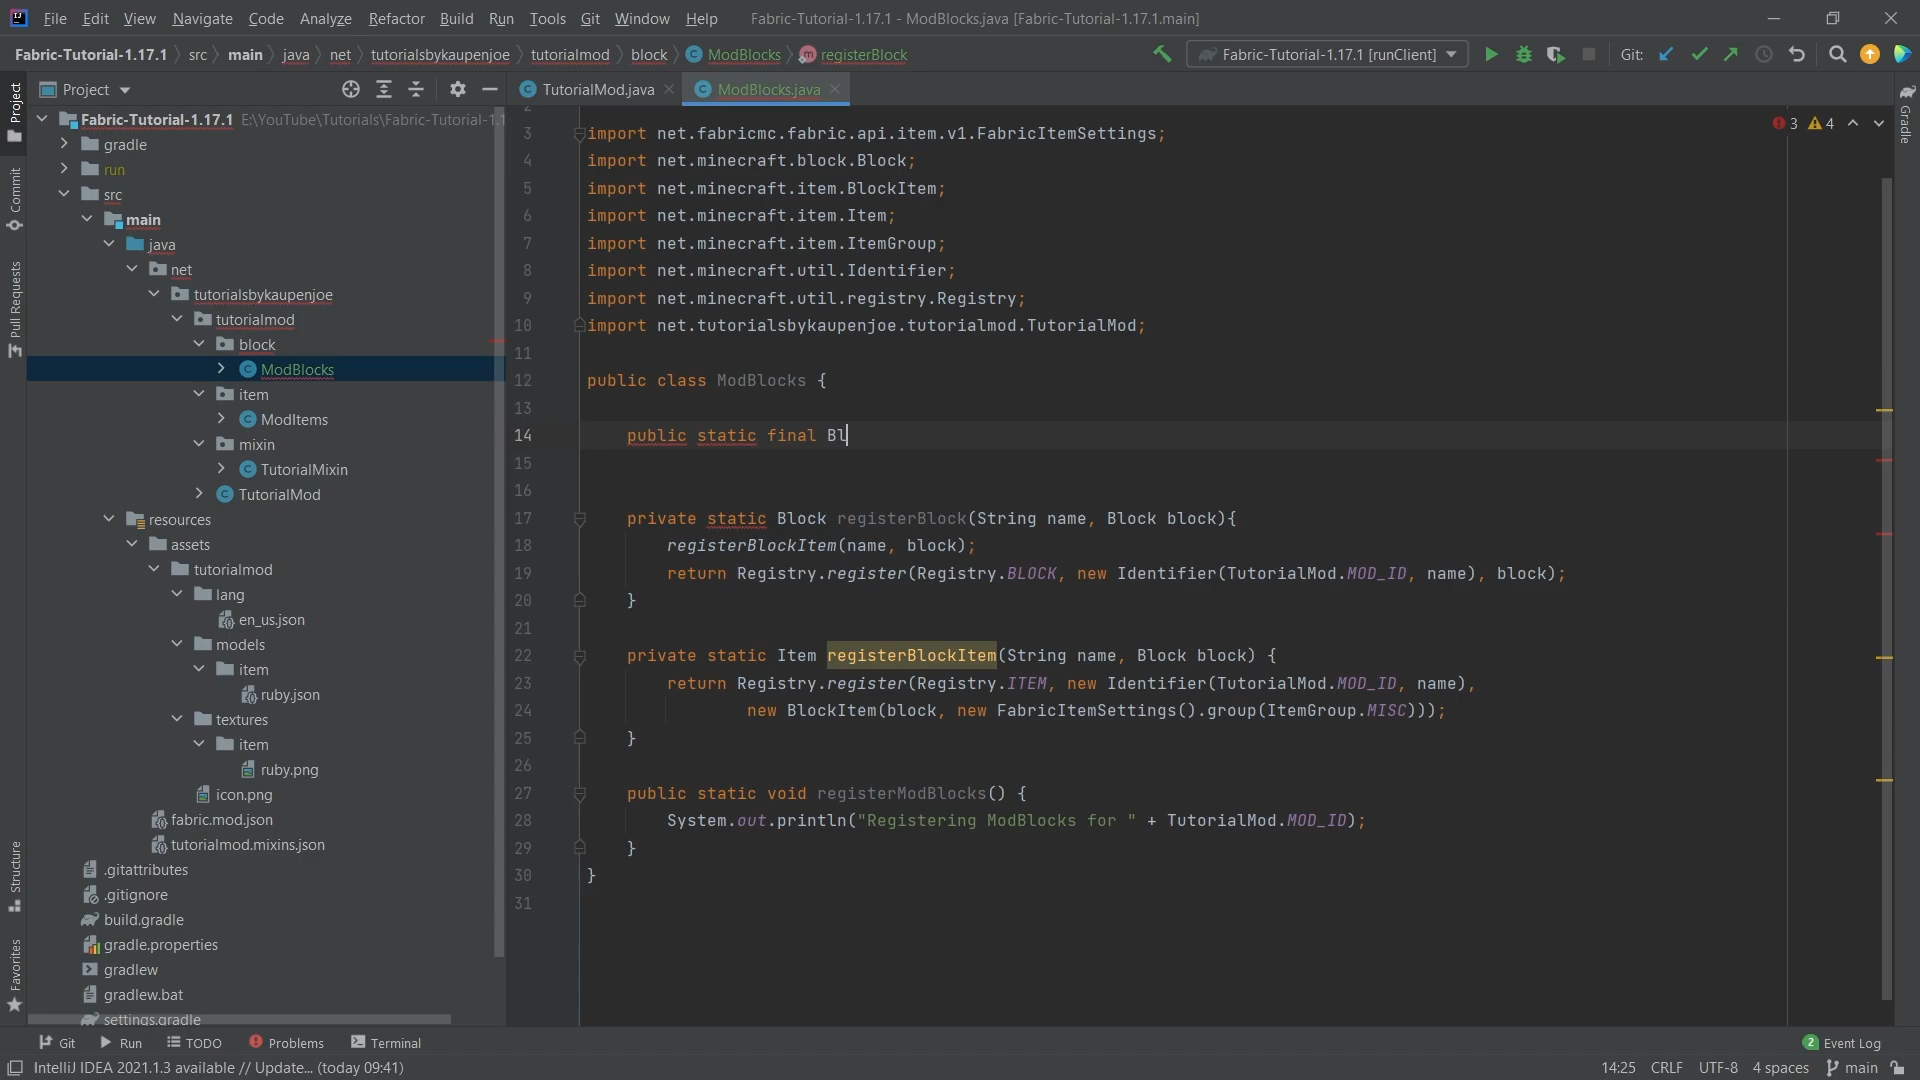 File Edit View Navigate Code Analyze Refactor Build Run Tools Git Window Help Fabric-Tutorial-1.17.1 - ModBlocks.java [Fabric-Tutorial-1.17.1.main]
Fabric-Tutorial-1.17.1 src main java net tutorialsbykaupenjoe tutorialmod block ModBlocks registerBlock Fabric-Tutorial-1.17.1 [runClient] Git:
Project TutorialMod.java ModBlocks.java
Project
Commit
Pull Requests
Structure
Favorites
Gradle
Fabric-Tutorial-1.17.1 E:\YouTube\Tutorials\Fabric-Tutorial-1.1
gradle
run
src
main
java
net
tutorialsbykaupenjoe
tutorialmod
block
ModBlocks
item
ModItems
mixin
TutorialMixin
TutorialMod
resources
assets
tutorialmod
lang
en_us.json
models
item
ruby.json
textures
item
ruby.png
icon.png
fabric.mod.json
tutorialmod.mixins.json
.gitattributes
.gitignore
build.gradle
gradle.properties
gradlew
gradlew.bat
settings.gradle
3 4
2
3 import net.fabricmc.fabric.api.item.v1.FabricItemSettings;
4 import net.minecraft.block.Block;
5 import net.minecraft.item.BlockItem;
6 import net.minecraft.item.Item;
7 import net.minecraft.item.ItemGroup;
8 import net.minecraft.util.Identifier;
9 import net.minecraft.util.registry.Registry;
10 import net.tutorialsbykaupenjoe.tutorialmod.TutorialMod;
11
12 public class ModBlocks {
13
14 public static final Bl
15
16
17 private static Block registerBlock(String name, Block block){
18 registerBlockItem(name, block);
19 return Registry.register(Registry.BLOCK, new Identifier(TutorialMod.MOD_ID, name), block);
20 }
21
22 private static Item registerBlockItem(String name, Block block) {
23 return Registry.register(Registry.ITEM, new Identifier(TutorialMod.MOD_ID, name),
24 new BlockItem(block, new FabricItemSettings().group(ItemGroup.MISC)));
25 }
26
27 public static void registerModBlocks() {
28 System.out.println("Registering ModBlocks for " + TutorialMod.MOD_ID);
29 }
30 }
31
Git Run TODO Problems Terminal 2 Event Log
IntelliJ IDEA 2021.1.3 available // Update... (today 09:41) 14:25 CRLF UTF-8 4 spaces main